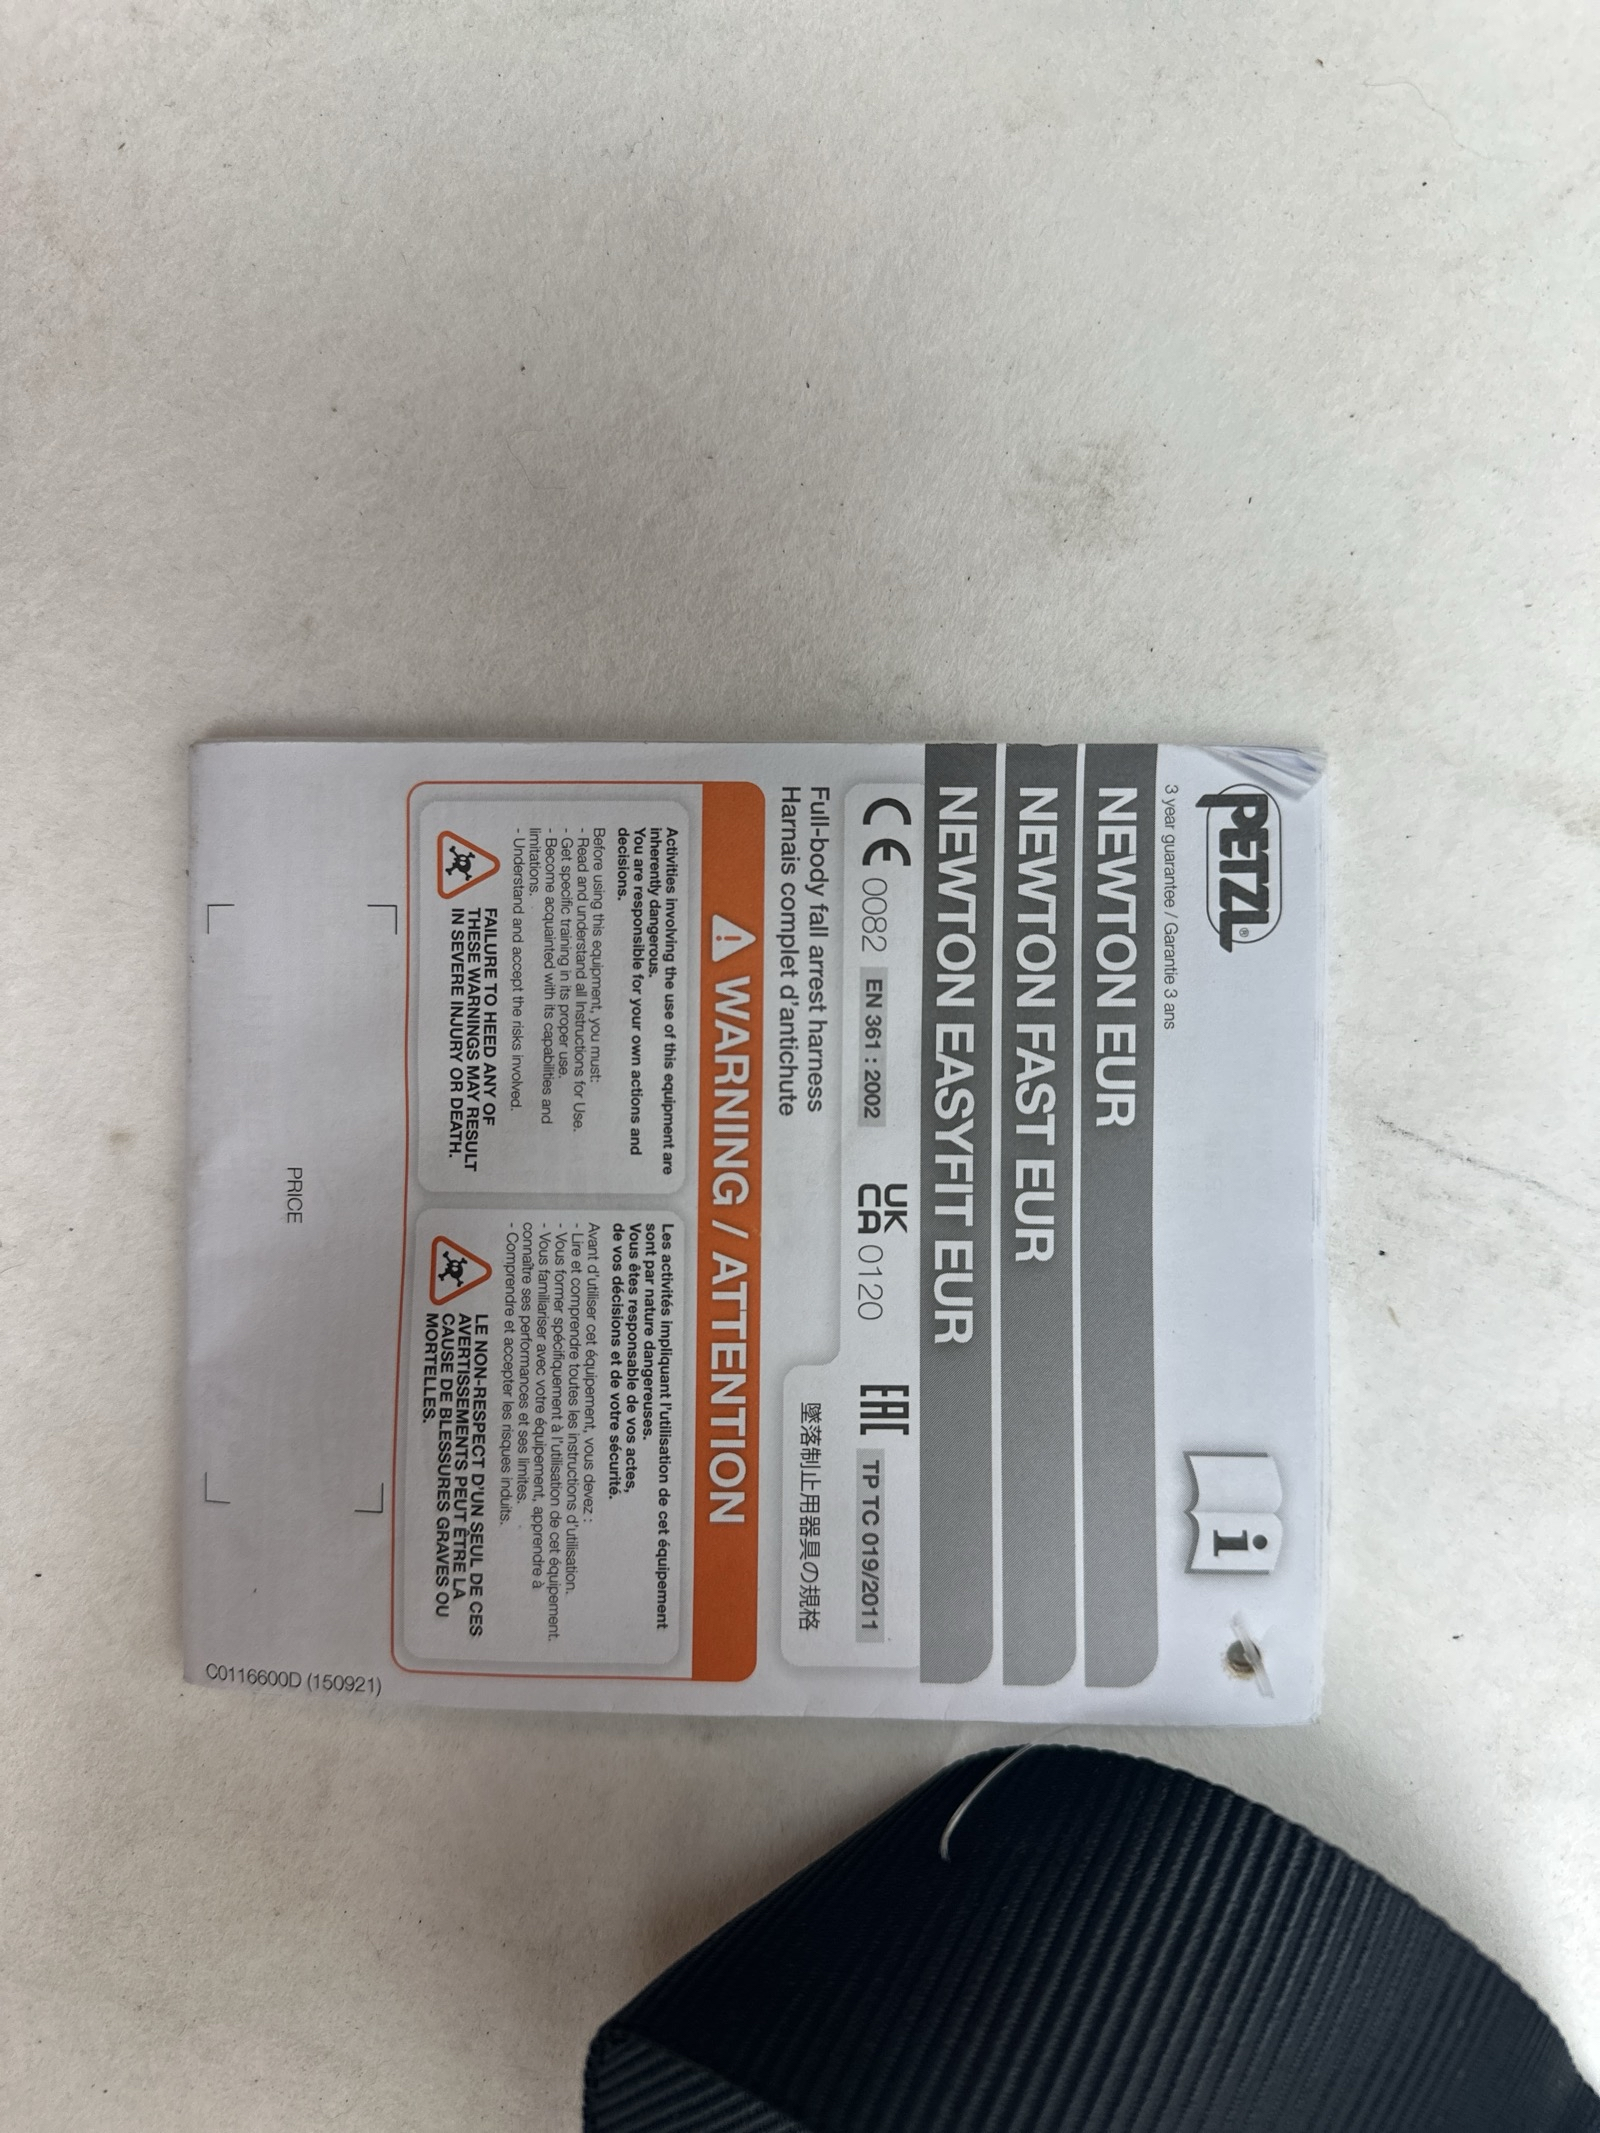 PETZL®
3 year guarantee / Garantie 3 ans
NEWTON EUR
NEWTON FAST EUR
NEWTON EASYFIT EUR
CE 0082 EN 361 : 2002 UK CA 0120 EAC TP TC 019/2011
墜落制止用器具の規格
Full-body fall arrest harness
Harnais complet d'antichute
WARNING / ATTENTION
Activities involving the use of this equipment are
inherently dangerous.
You are responsible for your own actions and
decisions.
Before using this equipment, you must:
- Read and understand all Instructions for Use.
- Get specific training in its proper use.
- Become acquainted with its capabilities and
limitations.
- Understand and accept the risks involved.
FAILURE TO HEED ANY OF
THESE WARNINGS MAY RESULT
IN SEVERE INJURY OR DEATH.
Les activités impliquant l'utilisation de cet équipement
sont par nature dangereuses.
Vous êtes responsable de vos actes,
de vos décisions et de votre sécurité.
Avant d'utiliser cet équipement, vous devez :
- Lire et comprendre toutes les instructions d'utilisation.
- Vous former spécifiquement à l'utilisation de cet équipement.
- Vous familiariser avec votre équipement, apprendre à
connaître ses performances et ses limites.
- Comprendre et accepter les risques induits.
LE NON-RESPECT D'UN SEUL DE CES
AVERTISSEMENTS PEUT ÊTRE LA
CAUSE DE BLESSURES GRAVES OU
MORTELLES.
PRICE
C0116600D (150921)